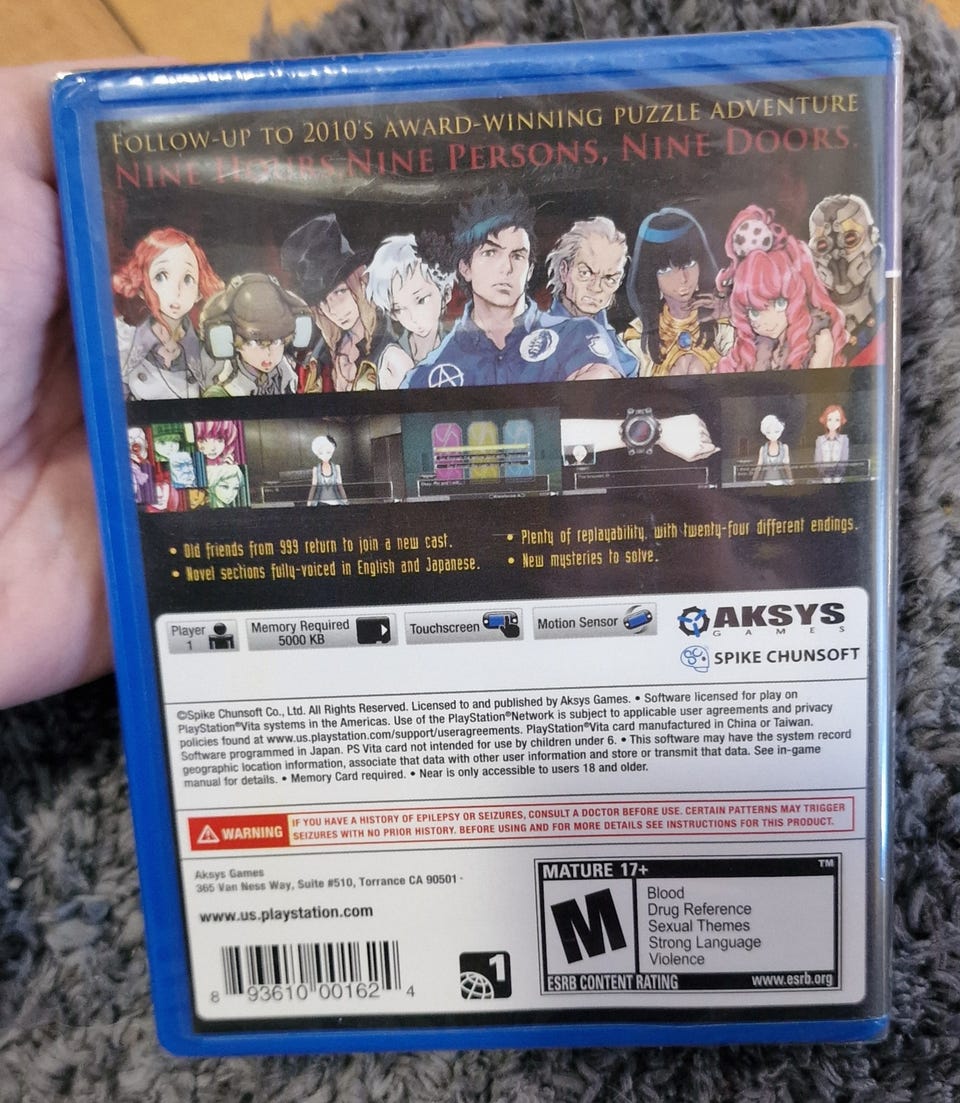 FOLLOW-UP TO 2010'S AWARD-WINNING PUZZLE ADVENTURE
NINE HOURS, NINE PERSONS, NINE DOORS.
• Old friends from 999 return to join a new cast.
• Novel sections fully-voiced in English and Japanese.
• Plenty of replayability, with twenty-four different endings.
• New mysteries to solve.
Player
1
Memory Required
5000 KB
Touchscreen
Motion Sensor
AKSYS
GAMES
SPIKE CHUNSOFT
©Spike Chunsoft Co., Ltd. All Rights Reserved. Licensed to and published by Aksys Games. • Software licensed for play on
PlayStation®Vita systems in the Americas. Use of the PlayStation®Network is subject to applicable user agreements and privacy
policies found at www.us.playstation.com/support/useragreements. PlayStation®Vita card manufactured in China or Taiwan.
Software programmed in Japan. PS Vita card not intended for use by children under 6. • This software may have the system record
geographic location information, associate that data with other user information and store or transmit that data. See in-game
manual for details. • Memory Card required. • Near is only accessible to users 18 and older.
WARNING
IF YOU HAVE A HISTORY OF EPILEPSY OR SEIZURES, CONSULT A DOCTOR BEFORE USE. CERTAIN PATTERNS MAY TRIGGER
SEIZURES WITH NO PRIOR HISTORY. BEFORE USING AND FOR MORE DETAILS SEE INSTRUCTIONS FOR THIS PRODUCT.
Aksys Games
365 Van Ness Way, Suite #510, Torrance CA 90501
www.us.playstation.com
8 93610 00162 4
1
MATURE 17+ TM
M
Blood
Drug Reference
Sexual Themes
Strong Language
Violence
ESRB CONTENT RATING www.esrb.org